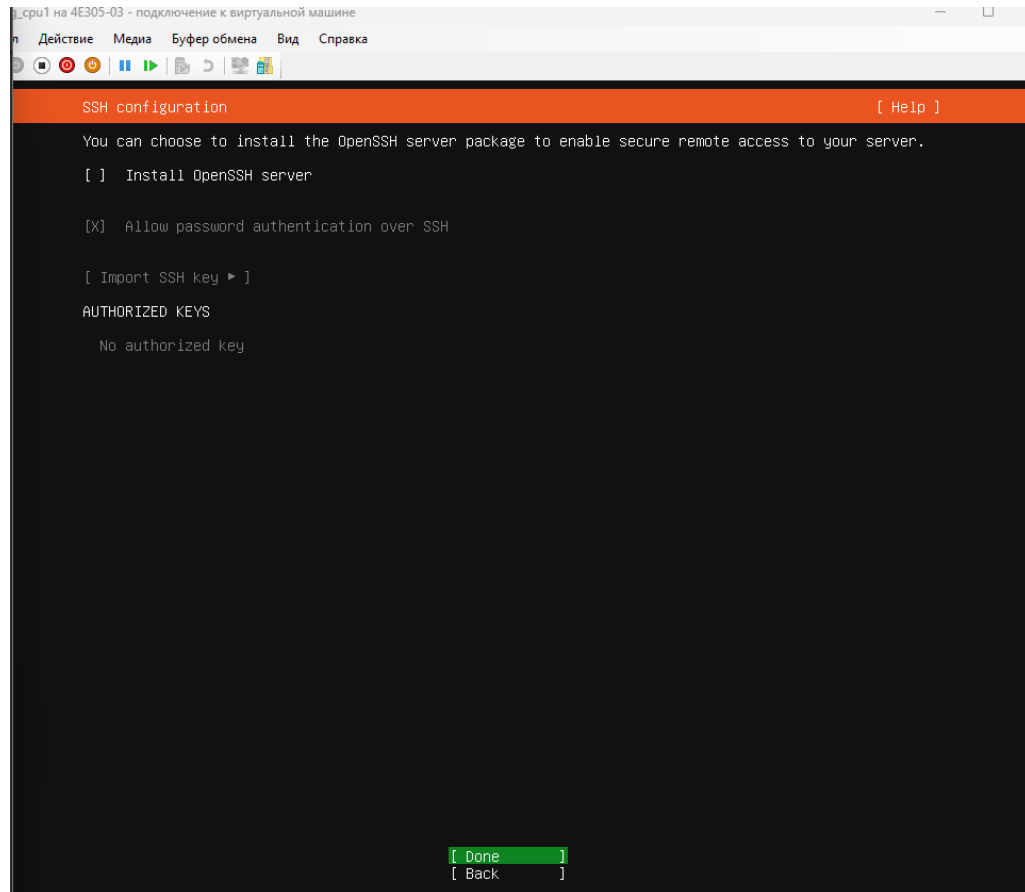 g_cpu1 на 4E305-03 - подключение к виртуальной машине
Действие Медиа Буфер обмена Вид Справка
SSH configuration [ Help ]
You can choose to install the OpenSSH server package to enable secure remote access to your server.
[ ] Install OpenSSH server
[X] Allow password authentication over SSH
[ Import SSH key ▸ ]
AUTHORIZED KEYS
No authorized key
[ Done ]
[ Back ]